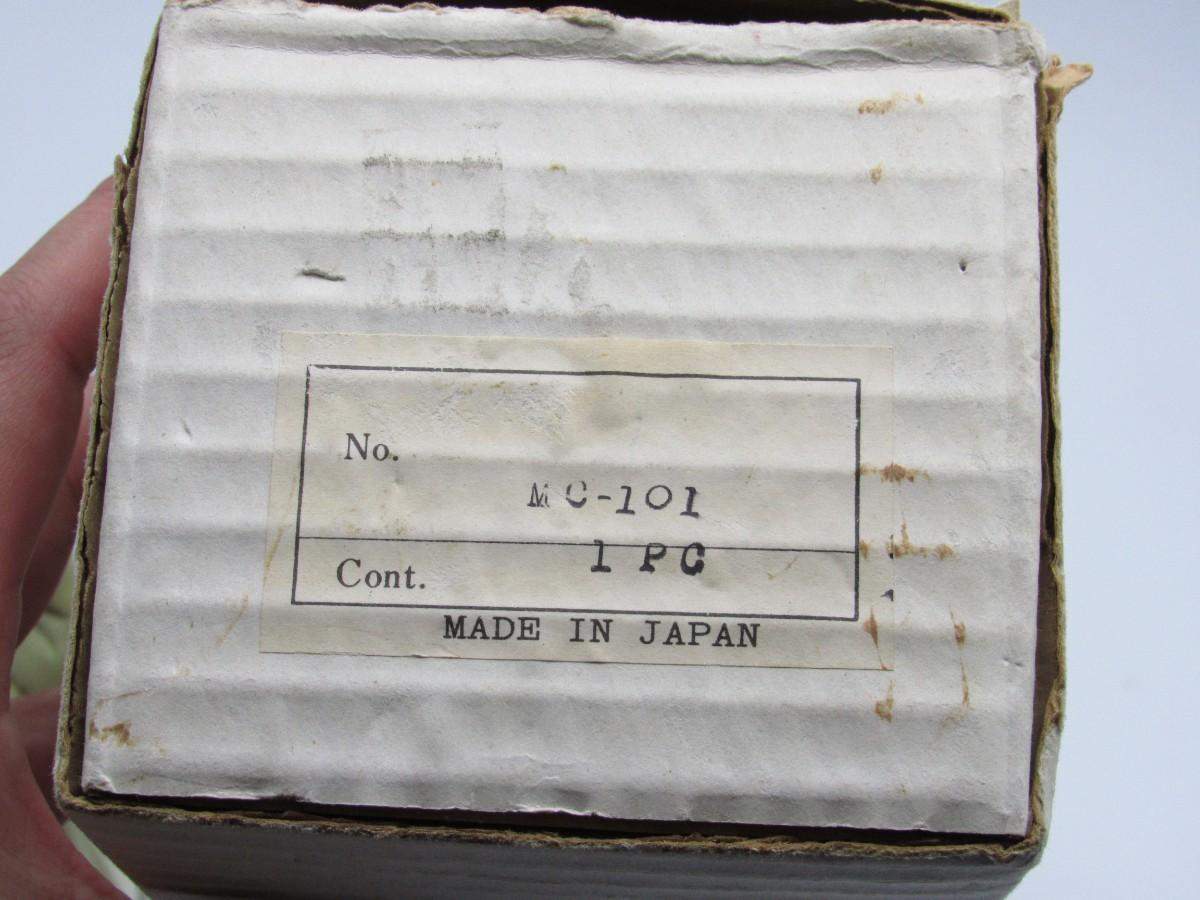 No. MC-101
Cont. 1 PC
MADE IN JAPAN